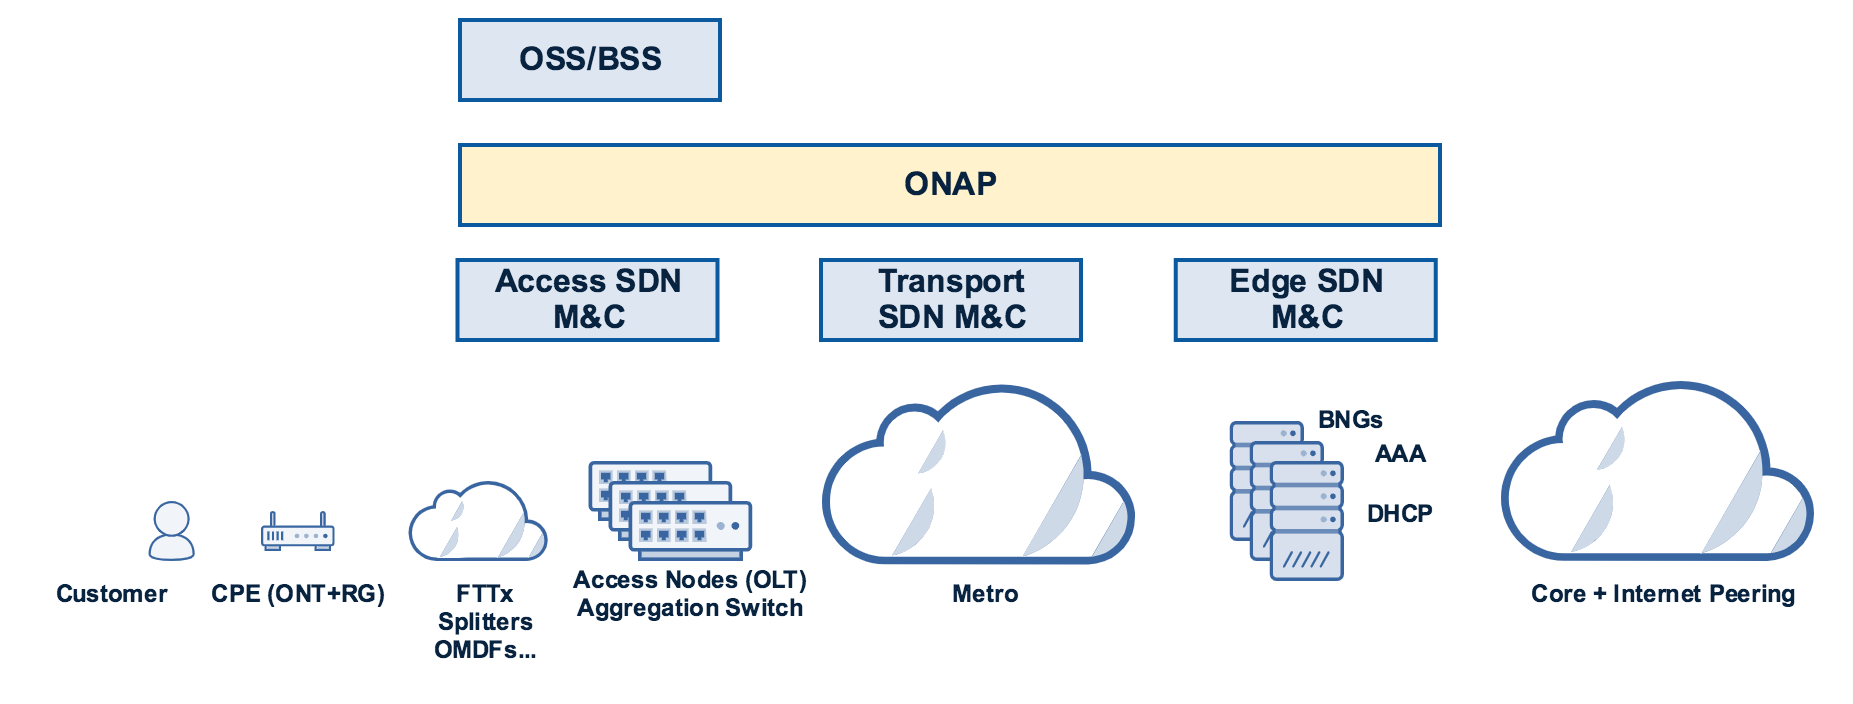 OSS/BSS
ONAP
Access SDN
M&C
Transport
SDN M&C
Edge SDN
M&C
BNGs
AAA
DHCP
Customer
CPE (ONT+RG)
FTTx
Splitters
OMDFs...
Access Nodes (OLT)
Aggregation Switch
Metro
Core + Internet Peering